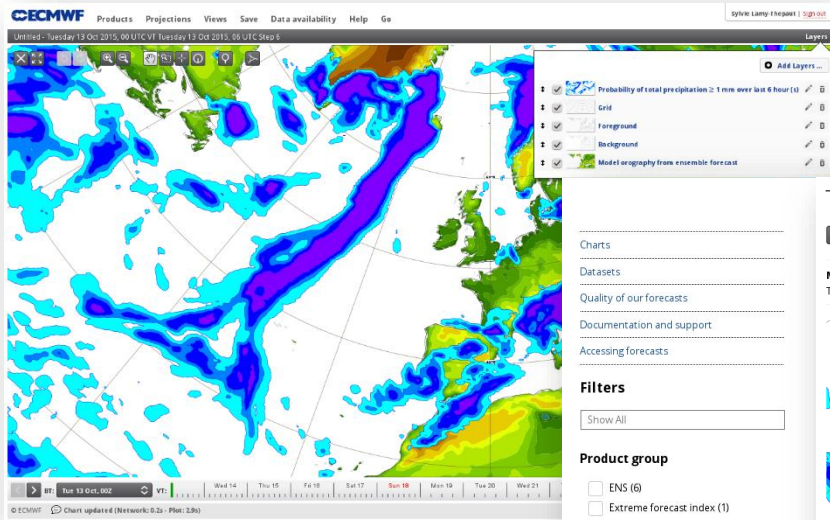 ECMWF
Products Projections Views Save Data availability Help Go
Sylvie Lamy-Thepaut | Sign out
Untitled - Tuesday 13 Oct 2015, 00 UTC VT Tuesday 13 Oct 2015, 06 UTC Step 6
Layers
Add Layers ...
Probability of total precipitation ≥ 1 mm over last 6 hour (s)
Grid
Foreground
Background
Model orography from ensemble forecast
Charts
Datasets
Quality of our forecasts
Documentation and support
Accessing forecasts
Filters
Show All
Product group
ENS (6)
Extreme forecast index (1)
BT: Tue 13 Oct, 00Z VT: Wed 14 Thu 15 Fri 16 Sat 17 Sun 18 Mon 19 Tue 20 Wed 21
© ECMWF Chart updated (Network: 0.2s - Plot: 2.9s)